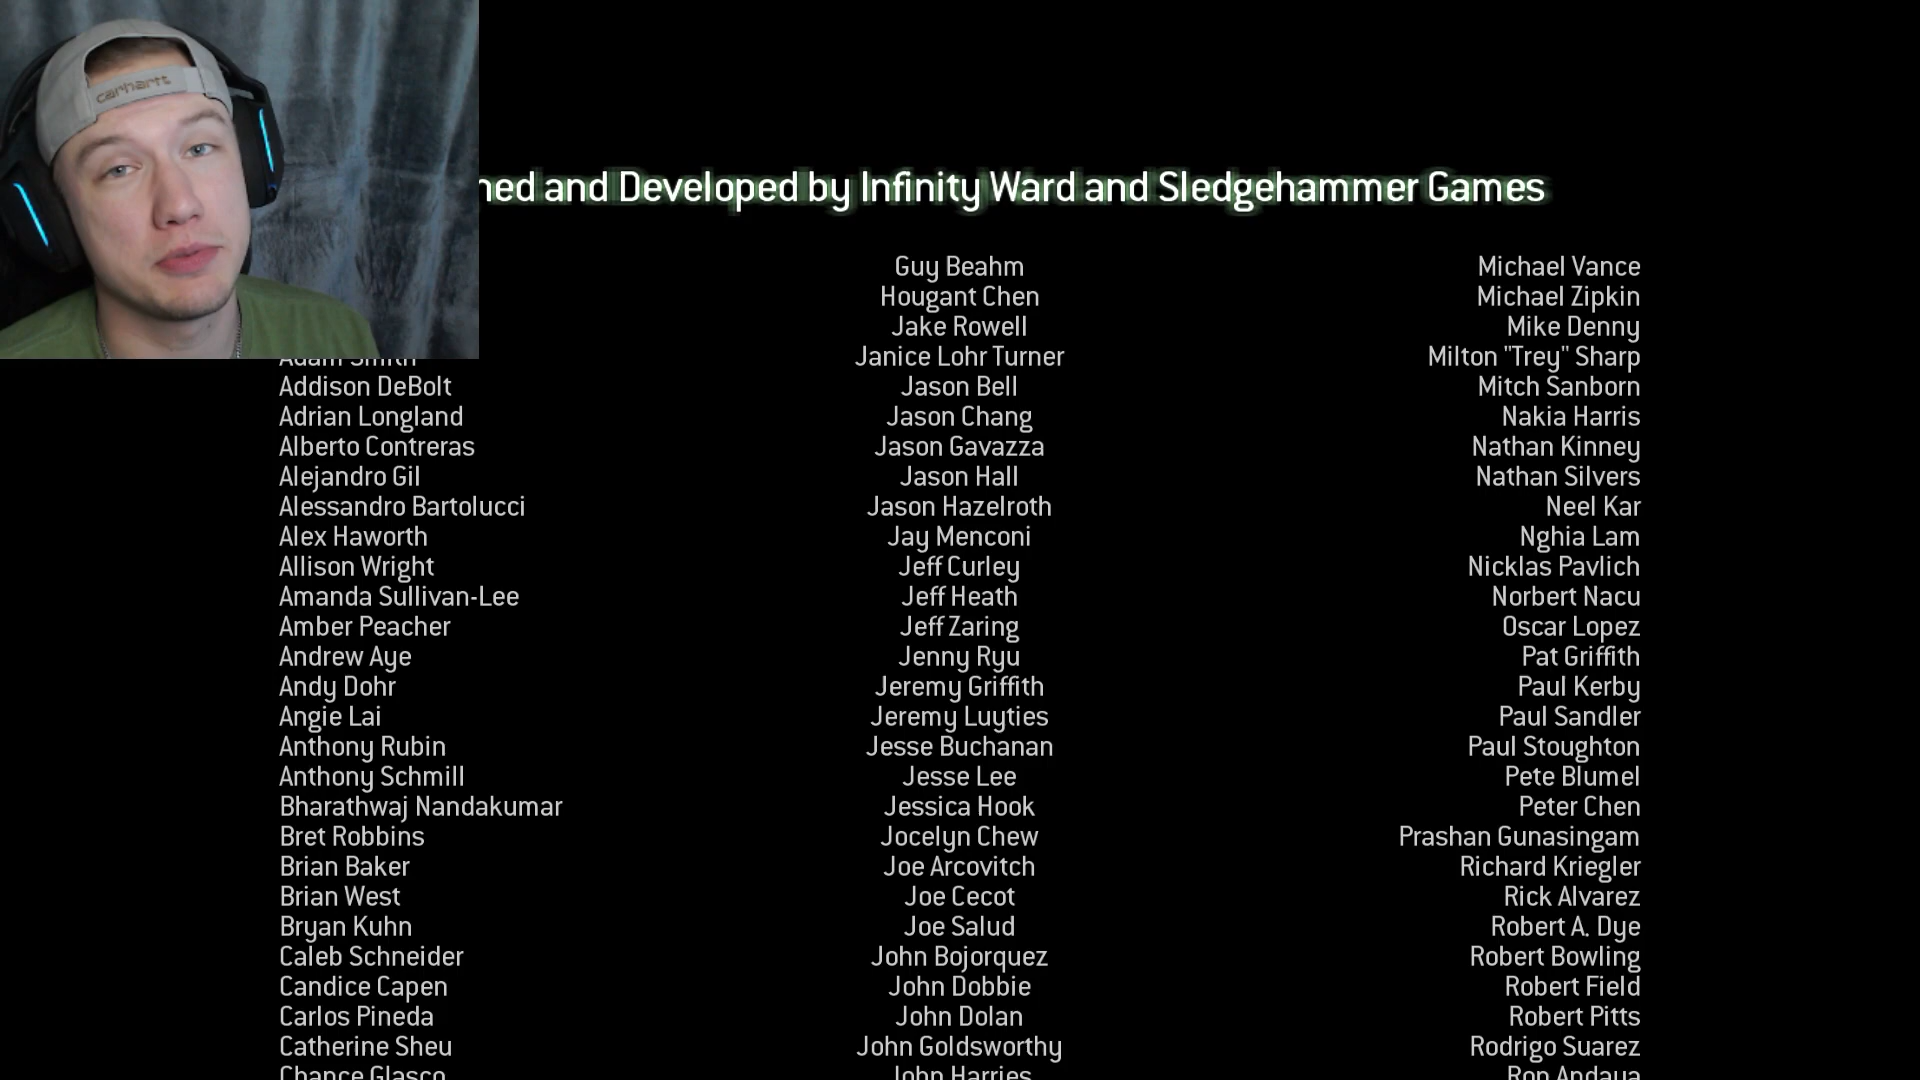 carhartt
ned and Developed by Infinity Ward and Sledgehammer Games
Adam Smith
Addison DeBolt
Adrian Longland
Alberto Contreras
Alejandro Gil
Alessandro Bartolucci
Alex Haworth
Allison Wright
Amanda Sullivan-Lee
Amber Peacher
Andrew Aye
Andy Dohr
Angie Lai
Anthony Rubin
Anthony Schmill
Bharathwaj Nandakumar
Bret Robbins
Brian Baker
Brian West
Bryan Kuhn
Caleb Schneider
Candice Capen
Carlos Pineda
Catherine Sheu
Chance Glasco
Guy Beahm
Hougant Chen
Jake Rowell
Janice Lohr Turner
Jason Bell
Jason Chang
Jason Gavazza
Jason Hall
Jason Hazelroth
Jay Menconi
Jeff Curley
Jeff Heath
Jeff Zaring
Jenny Ryu
Jeremy Griffith
Jeremy Luyties
Jesse Buchanan
Jesse Lee
Jessica Hook
Jocelyn Chew
Joe Arcovitch
Joe Cecot
Joe Salud
John Bojorquez
John Dobbie
John Dolan
John Goldsworthy
John Harries
Michael Vance
Michael Zipkin
Mike Denny
Milton "Trey" Sharp
Mitch Sanborn
Nakia Harris
Nathan Kinney
Nathan Silvers
Neel Kar
Nghia Lam
Nicklas Pavlich
Norbert Nacu
Oscar Lopez
Pat Griffith
Paul Kerby
Paul Sandler
Paul Stoughton
Pete Blumel
Peter Chen
Prashan Gunasingam
Richard Kriegler
Rick Alvarez
Robert A. Dye
Robert Bowling
Robert Field
Robert Pitts
Rodrigo Suarez
Ron Andaya